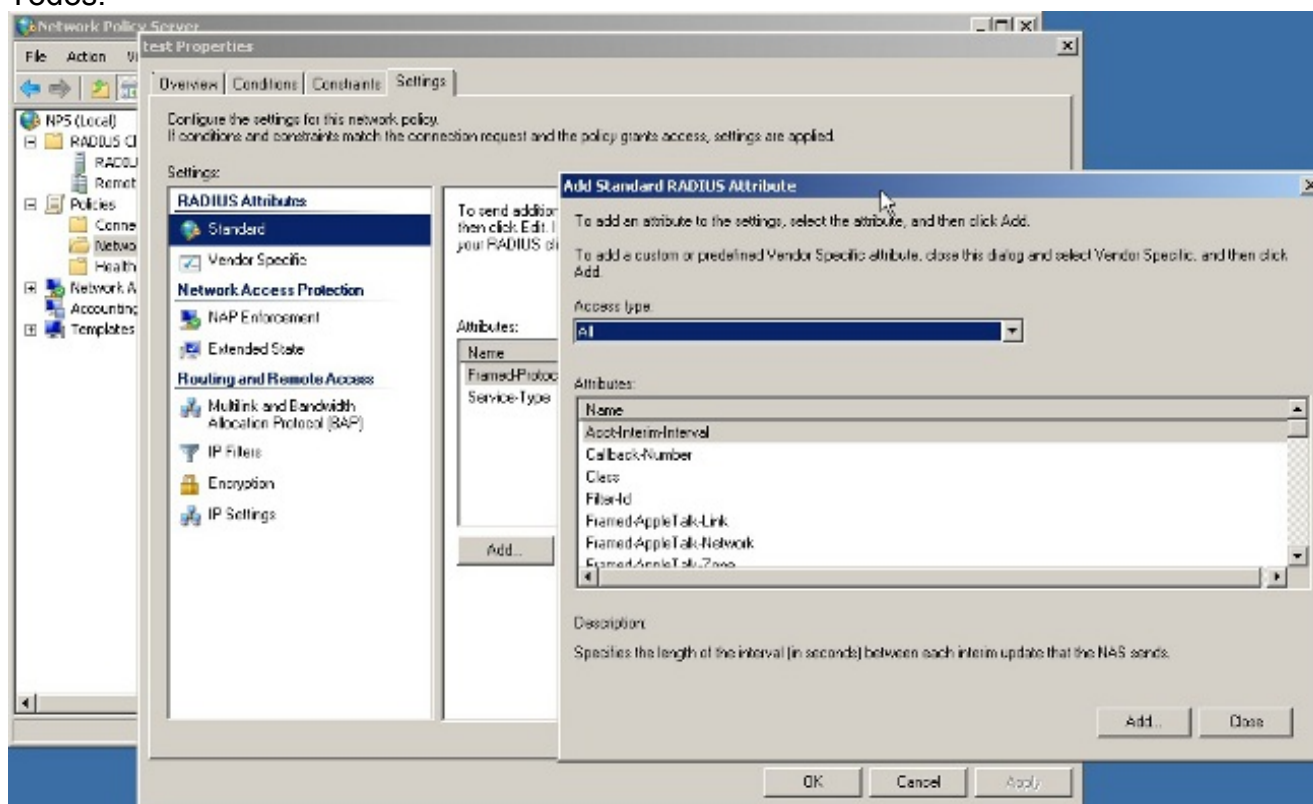 Todos.
Network Policy Server
File Action Vi
NPS (Local)
RADIUS Cl
RADIU
Remot
Policies
Conne
Netwo
Health
Network A
Accounting
Templates
test Properties
Overview Conditions Constraints Settings
Configure the settings for this network policy.
If conditions and constraints match the connection request and the policy grants access, settings are applied.
Settings:
RADIUS Attributes
Standard
Vendor Specific
Network Access Protection
NAP Enforcement
Extended State
Routing and Remote Access
Multilink and Bandwidth
Allocation Protocol (BAP)
IP Filters
Encryption
IP Settings
To send addition
then click Edit. I
your RADIUS cli
Attributes:
Name
Framed-Protoc
Service-Type
Add...
Add Standard RADIUS Attribute
To add an attribute to the settings, select the attribute, and then click Add.
To add a custom or predefined Vendor Specific attribute, close this dialog and select Vendor Specific, and then click
Add.
Access type:
All
Attributes:
Name
Acct-Interim-Interval
Callback-Number
Class
Filter-Id
Framed-AppleTalk-Link
Framed-AppleTalk-Network
Framed-AppleTalk-Zone
Description:
Specifies the length of the interval (in seconds) between each interim update that the NAS sends.
Add... Close
OK Cancel Apply